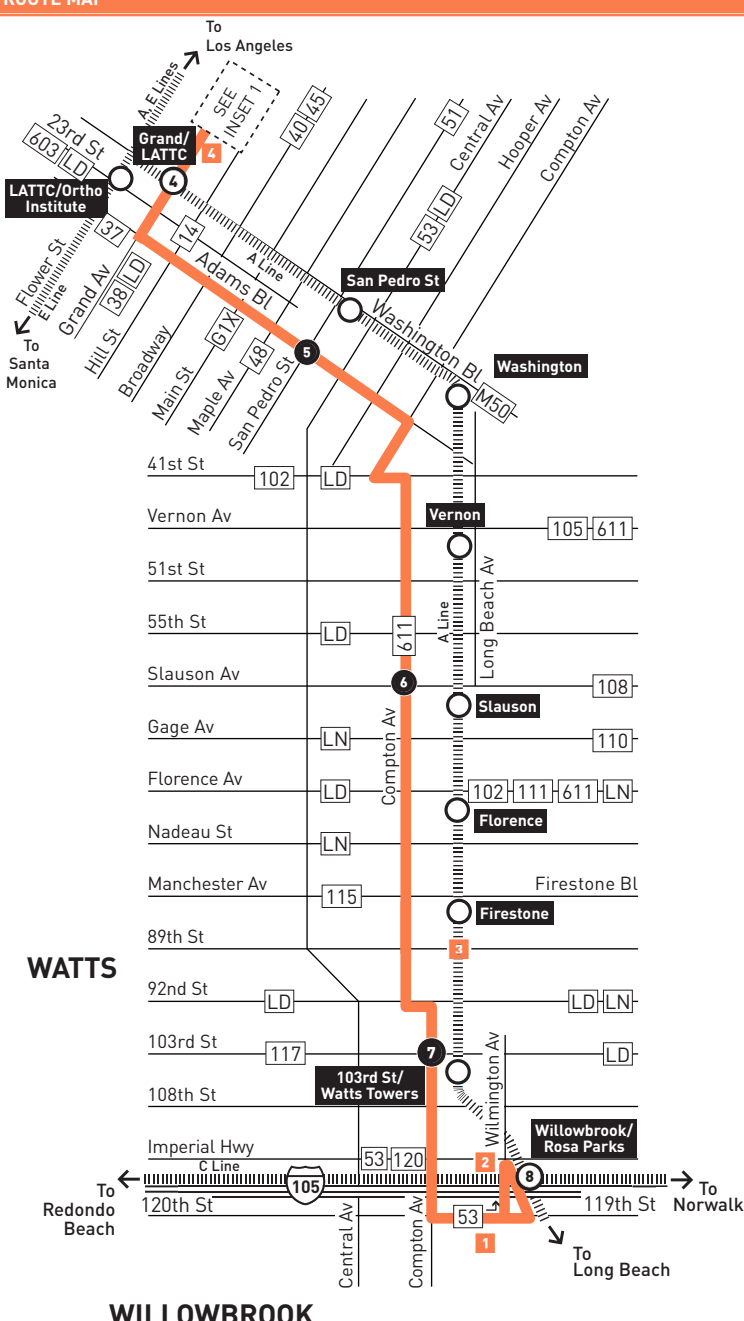 ROUTE MAP
To
Los Angeles
A, E Lines
SEE
INSET 1
40 45
51
Central Av
Hooper Av
Compton Av
23rd St
603 LD
Grand/
LATTC
4
4
LATTC/Ortho
Institute
53 LD
37
14
Adams Bl
A Line
San Pedro St
Flower St
E Line
Grand Av
38 LD
Hill St
Broadway
Main St
G1X
Maple Av
48
San Pedro St
5
Washington Bl
Washington
M50
To
Santa
Monica
41st St
102
LD
Vernon Av
Vernon
105 611
51st St
55th St
LD
611
A Line
Long Beach Av
Slauson Av
6
108
Slauson
Gage Av
LN
Compton Av
110
Florence Av
LD
102 111 611 LN
Florence
Nadeau St
LN
Manchester Av
115
Firestone Bl
Firestone
89th St
3
WATTS
92nd St
LD
LD LN
103rd St
117
7
LD
103rd St/
Watts Towers
Wilmington Av
108th St
Willowbrook/
Rosa Parks
Imperial Hwy
53 120
2
C Line
105
8
To
Redondo
Beach
To
Norwalk
120th St
119th St
53
1
Central Av
Compton Av
To
Long Beach
WILLOWBROOK